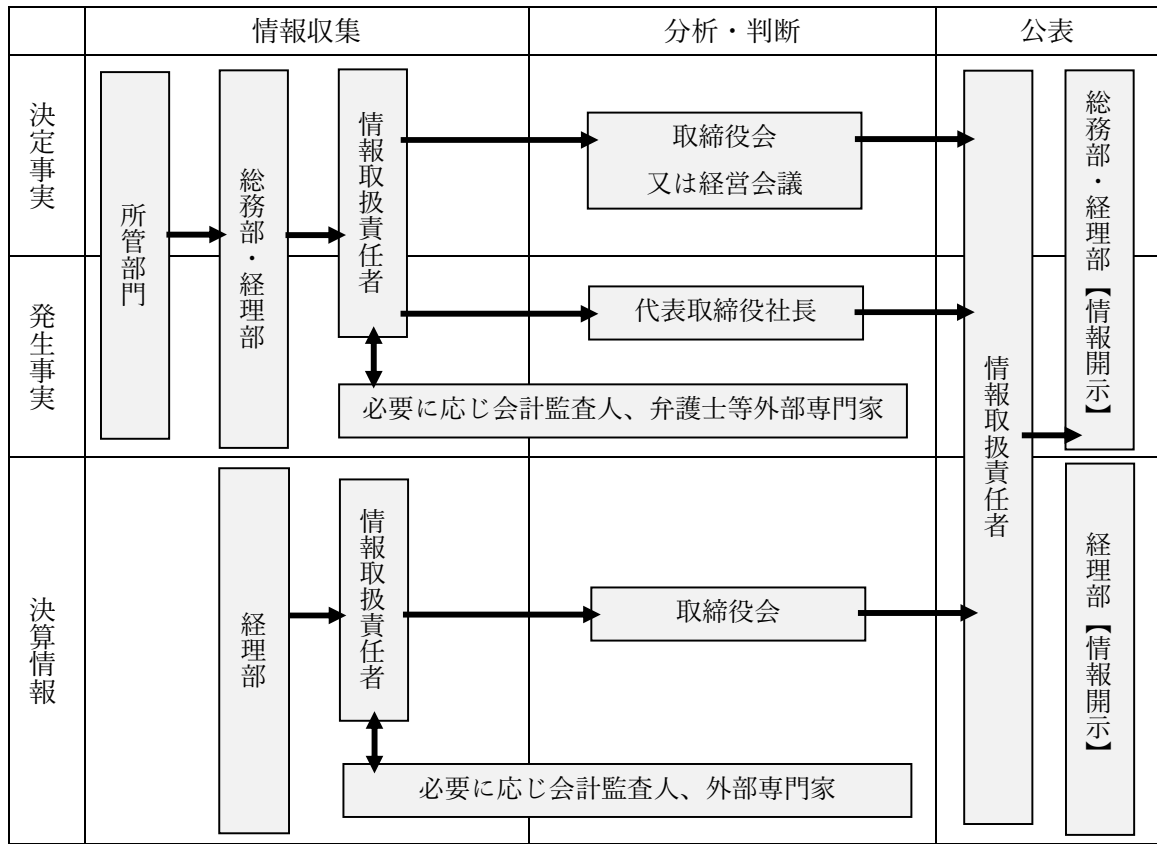 情報収集
分析・判断
公表
決定事実
発生事実
決算情報
所管部門
総務部・経理部
情報取扱責任者
取締役会
又は経営会議
代表取締役社長
必要に応じ会計監査人、弁護士等外部専門家
経理部
情報取扱責任者
取締役会
必要に応じ会計監査人、外部専門家
情報取扱責任者
総務部・経理部【情報開示】
経理部【情報開示】